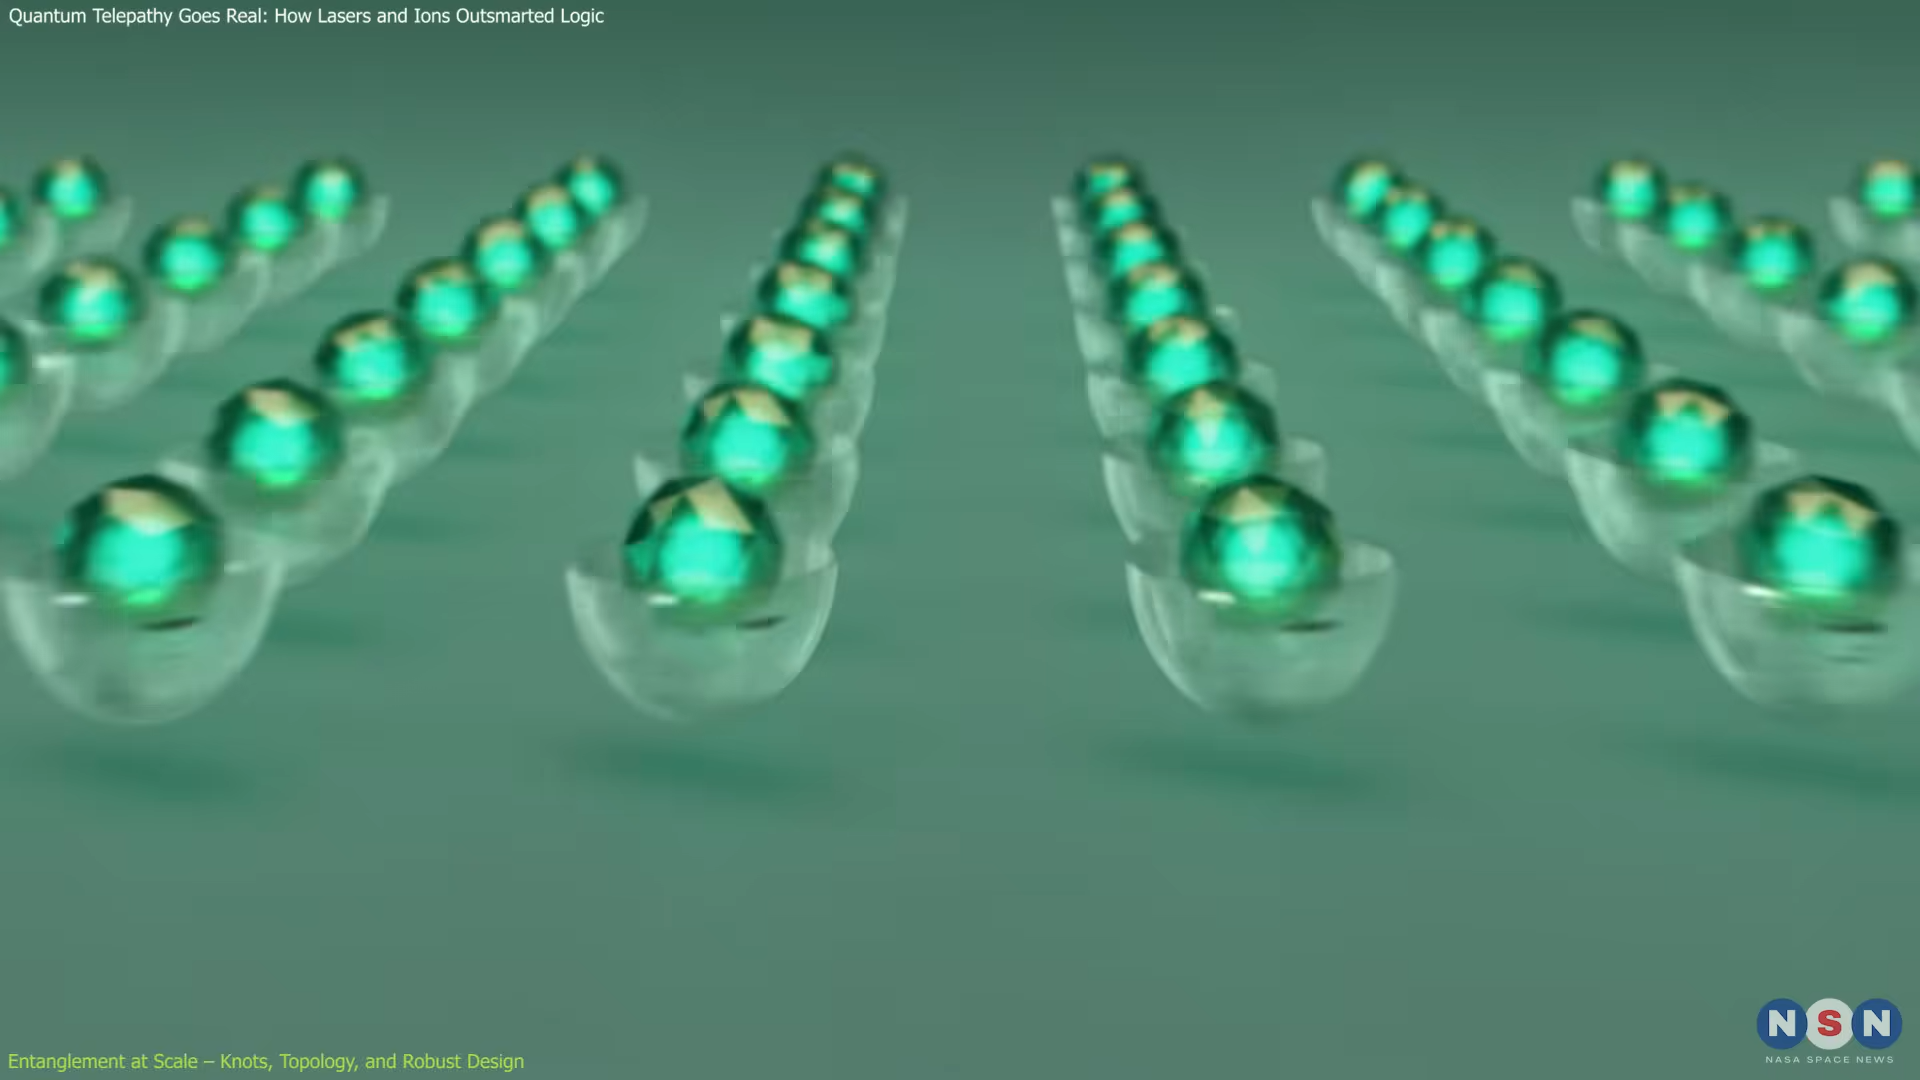 Quantum Telepathy Goes Real: How Lasers and Ions Outsmarted Logic
Entanglement at Scale – Knots, Topology, and Robust Design
NSN
NASA SPACE NEWS